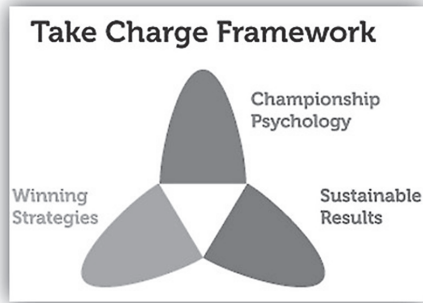 Take Charge Framework
Championship
Psychology
Winning
Strategies
Sustainable
Results